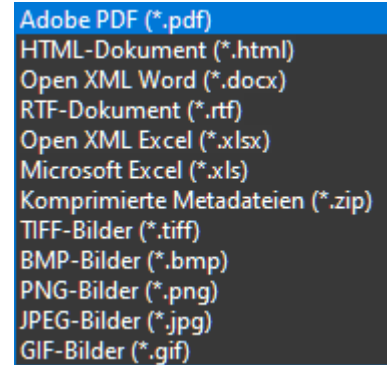 Adobe PDF (*.pdf)
HTML-Dokument (*.html)
Open XML Word (*.docx)
RTF-Dokument (*.rtf)
Open XML Excel (*.xlsx)
Microsoft Excel (*.xls)
Komprimierte Metadateien (*.zip)
TIFF-Bilder (*.tiff)
BMP-Bilder (*.bmp)
PNG-Bilder (*.png)
JPEG-Bilder (*.jpg)
GIF-Bilder (*.gif)